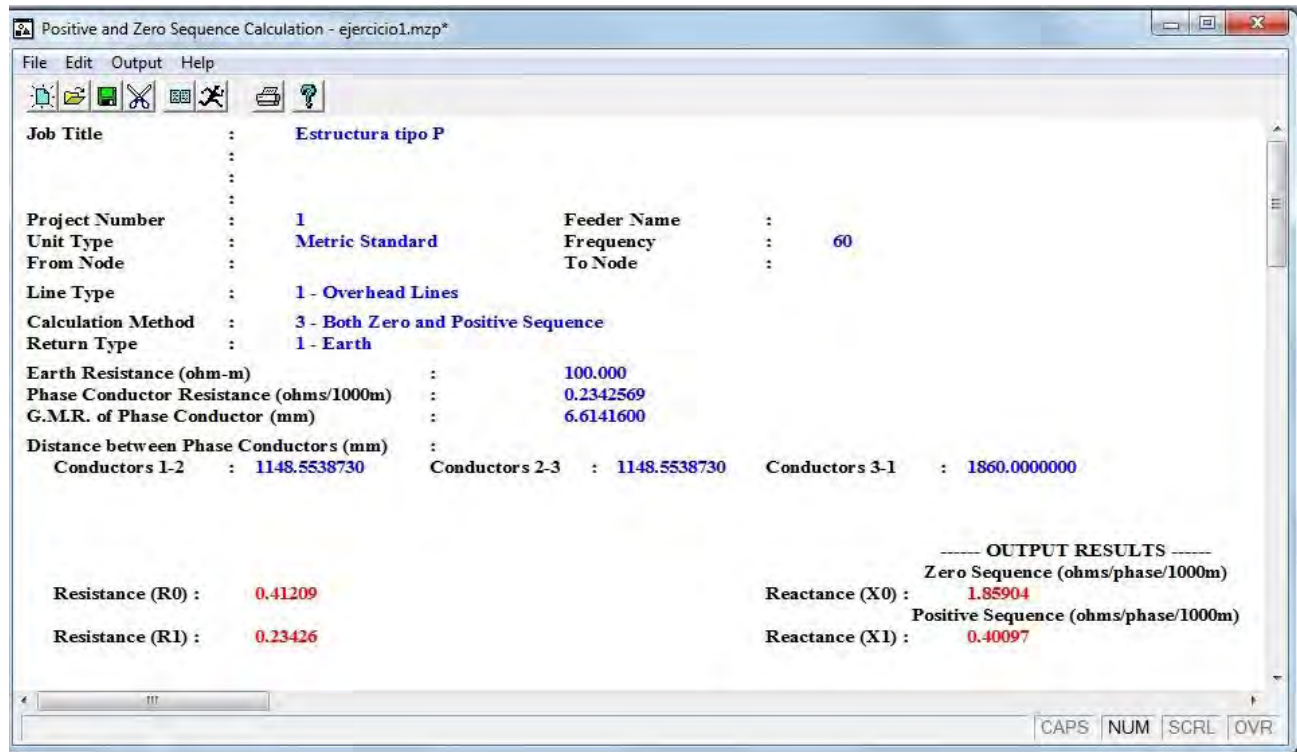 Positive and Zero Sequence Calculation - ejercicio1.mzp*
File Edit Output Help
Job Title : Estructura tipo P
:
:
:
Project Number : 1 Feeder Name :
Unit Type : Metric Standard Frequency : 60
From Node : To Node :
Line Type : 1 - Overhead Lines
Calculation Method : 3 - Both Zero and Positive Sequence
Return Type : 1 - Earth
Earth Resistance (ohm-m) : 100.000
Phase Conductor Resistance (ohms/1000m) : 0.2342569
G.M.R. of Phase Conductor (mm) : 6.6141600
Distance between Phase Conductors (mm) :
Conductors 1-2 : 1148.5538730 Conductors 2-3 : 1148.5538730 Conductors 3-1 : 1860.0000000
------ OUTPUT RESULTS ------
Zero Sequence (ohms/phase/1000m)
Resistance (R0) : 0.41209 Reactance (X0) : 1.85904
Positive Sequence (ohms/phase/1000m)
Resistance (R1) : 0.23426 Reactance (X1) : 0.40097
CAPS NUM SCRL OVR